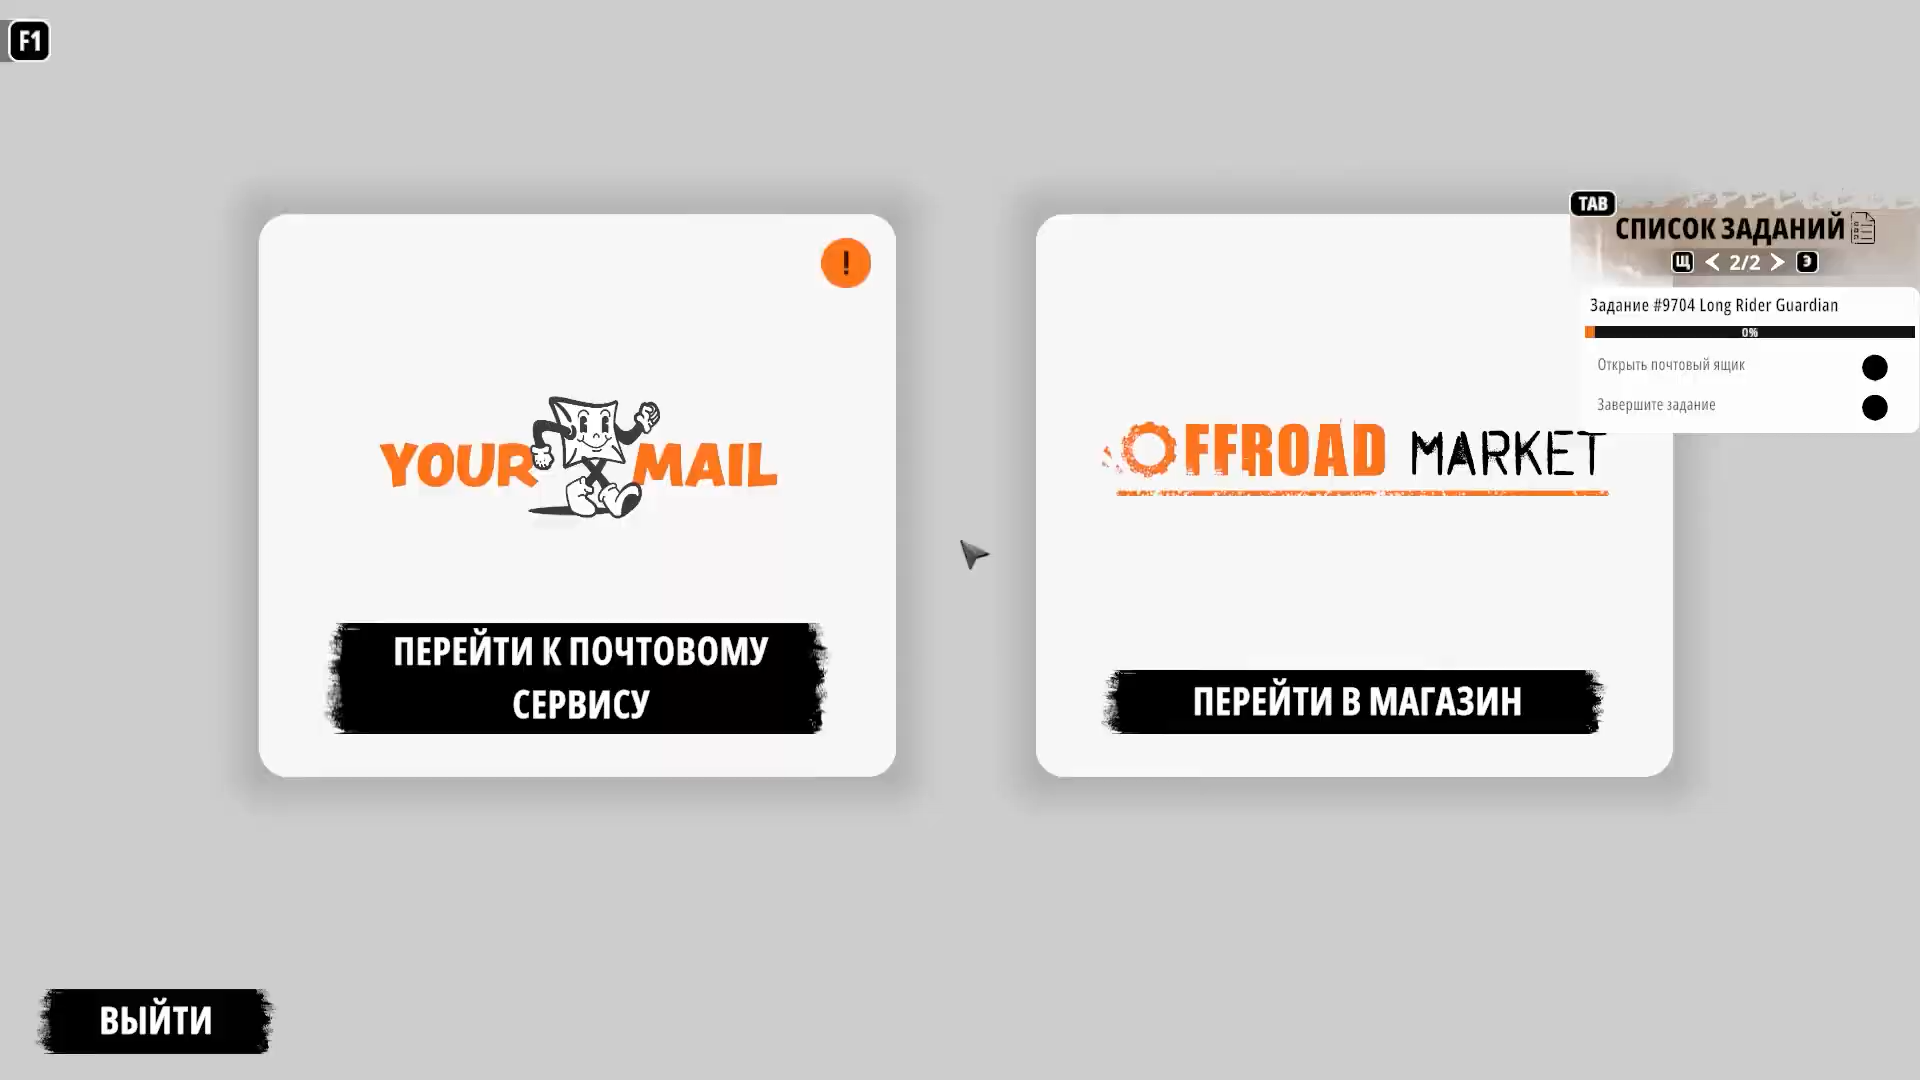 F1
!
YOUR MAIL
ПЕРЕЙТИ К ПОЧТОВОМУ
СЕРВИСУ
OFFROAD MARKET
ПЕРЕЙТИ В МАГАЗИН
TAB
СПИСОК ЗАДАНИЙ
Щ < 2/2 > Э
Задание #9704 Long Rider Guardian
0%
Открыть почтовый ящик
Завершите задание
ВЫЙТИ